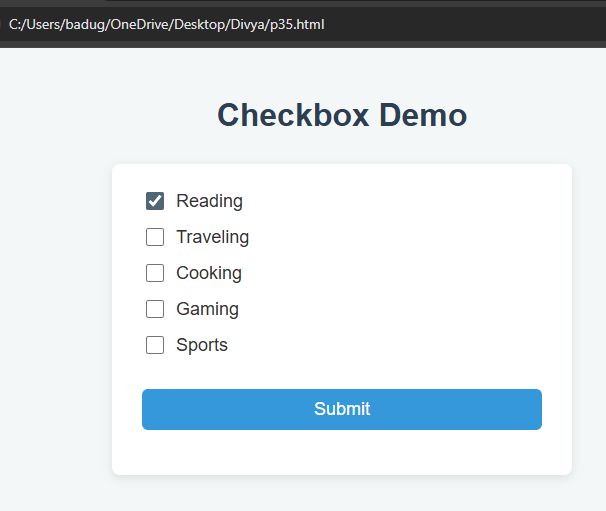 C:/Users/badug/OneDrive/Desktop/Divya/p35.html
Checkbox Demo
Reading
Traveling
Cooking
Gaming
Sports
Submit